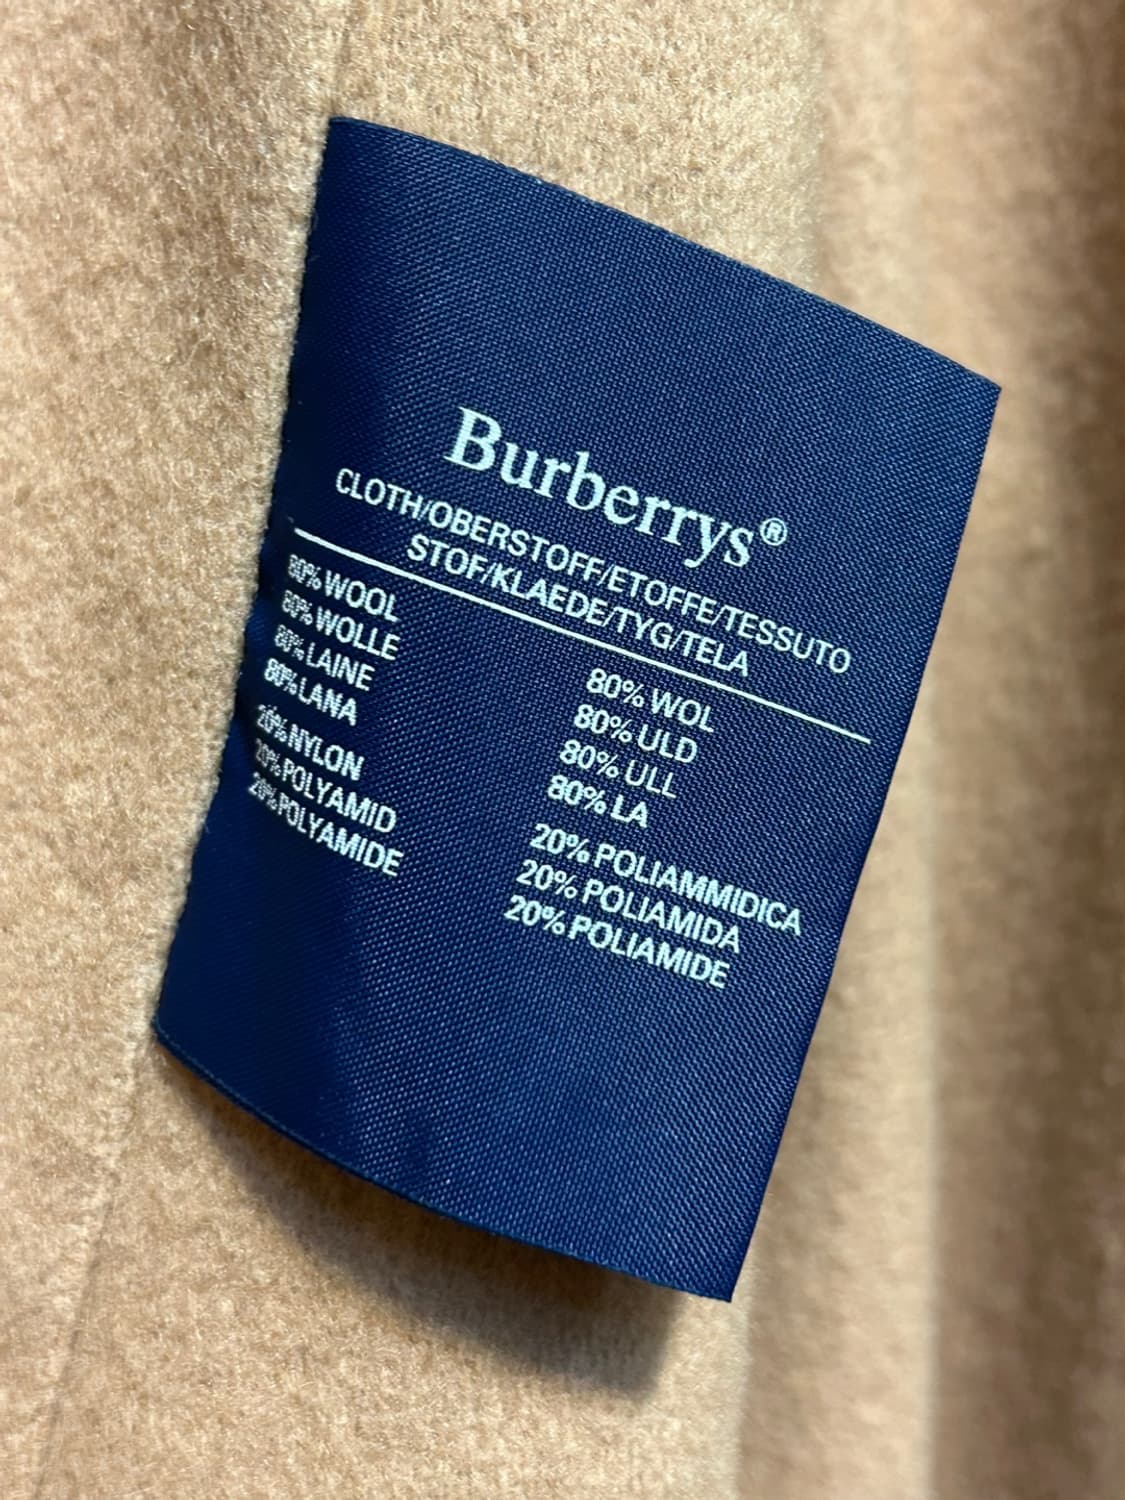 Burberrys®
CLOTH/OBERSTOFF/ETOFFE/TESSUTO
STOF/KLAEDE/TYG/TELA
80% WOOL
80% WOLLE
80% LAINE
80% LANA
20% NYLON
20% POLYAMID
20% POLYAMIDE
80% WOL
80% ULD
80% ULL
80% LA
20% POLIAMMIDICA
20% POLIAMIDA
20% POLIAMIDE